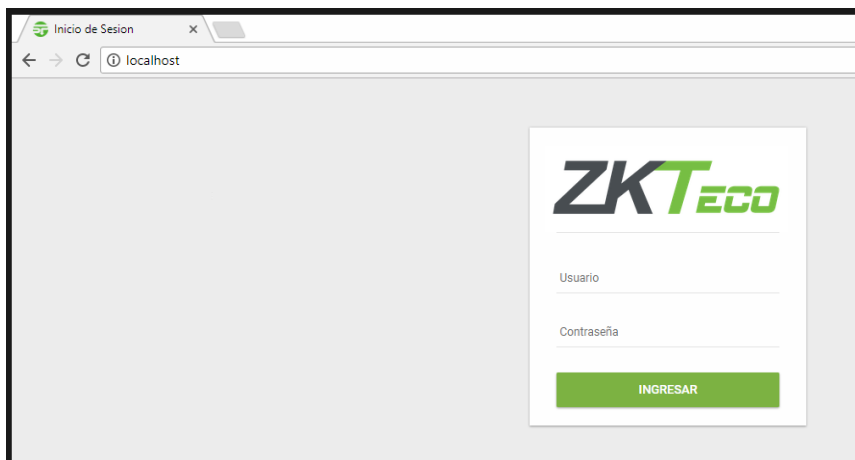 Inicio de Sesion
localhost
ZKTECO
Usuario
Contraseña
INGRESAR